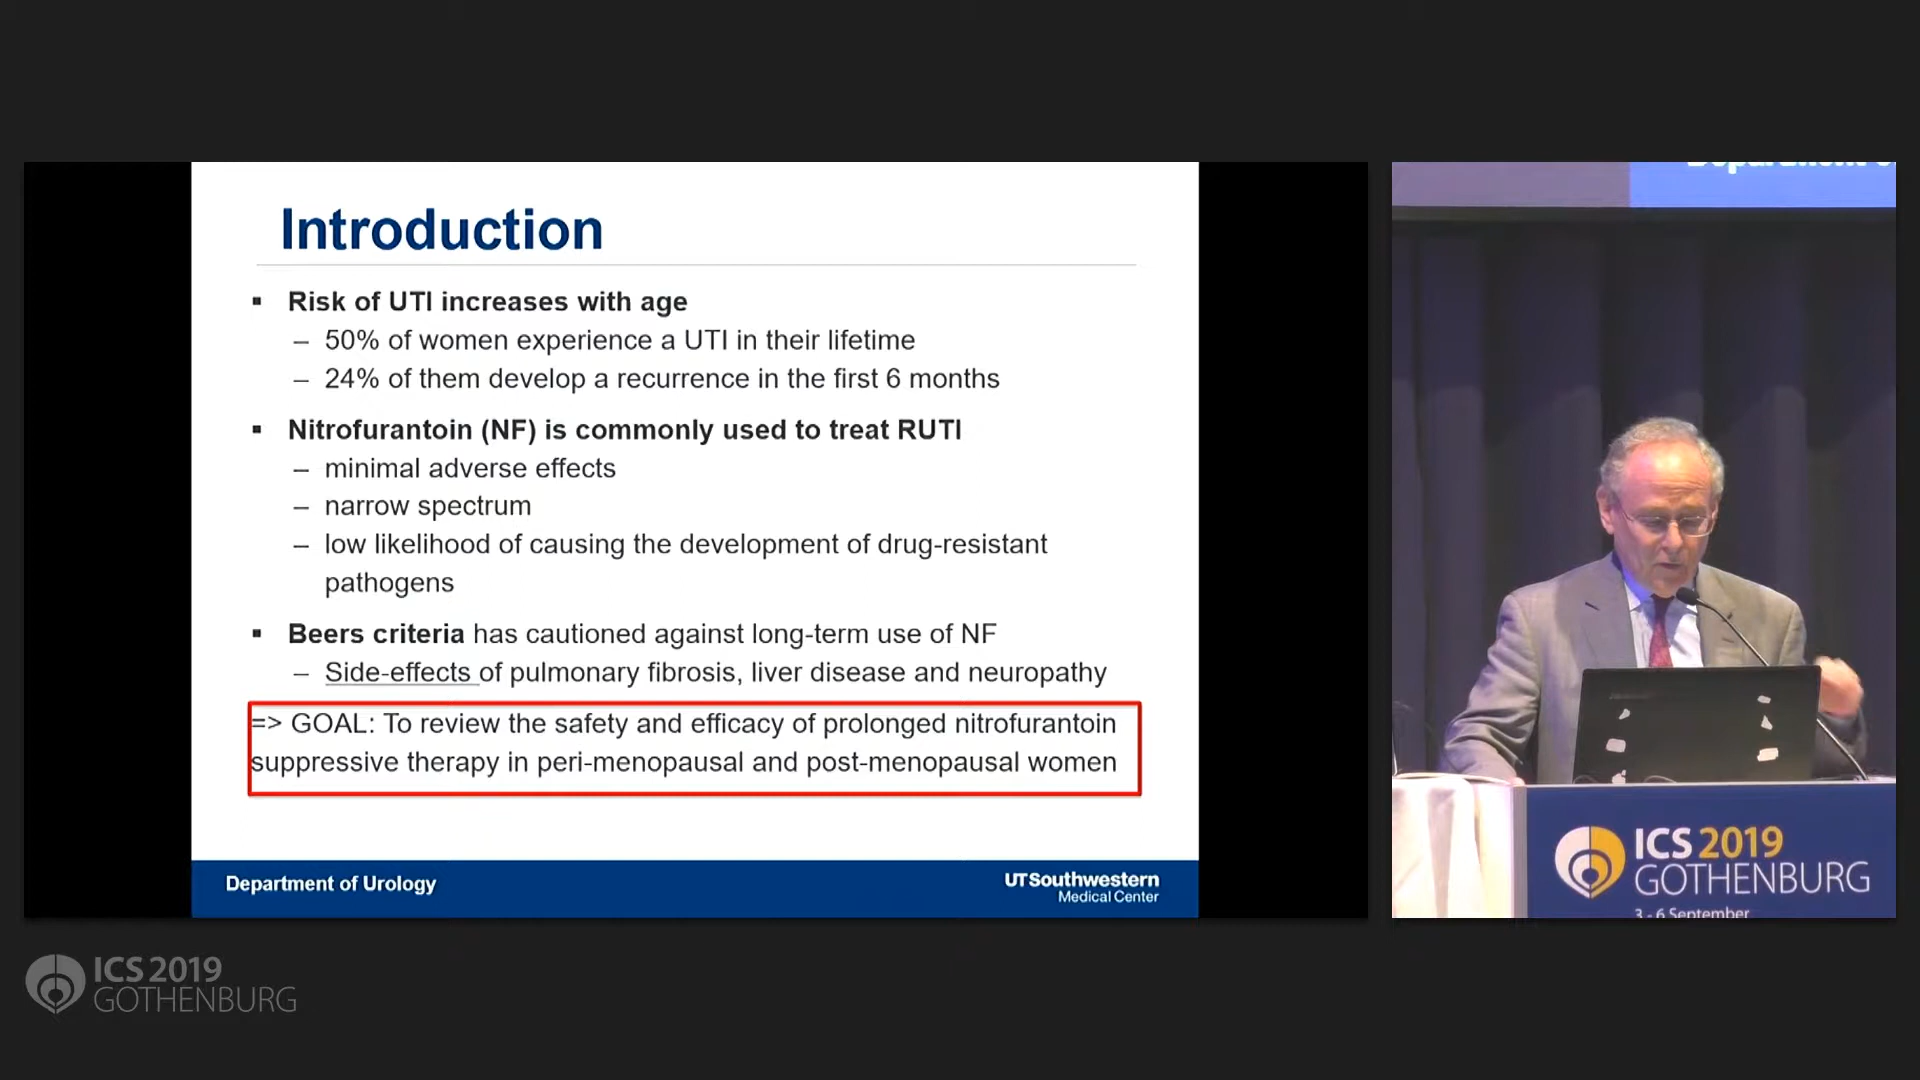 Introduction
▪ Risk of UTI increases with age
– 50% of women experience a UTI in their lifetime
– 24% of them develop a recurrence in the first 6 months
▪ Nitrofurantoin (NF) is commonly used to treat RUTI
– minimal adverse effects
– narrow spectrum
– low likelihood of causing the development of drug-resistant
pathogens
▪ Beers criteria has cautioned against long-term use of NF
– Side-effects of pulmonary fibrosis, liver disease and neuropathy
=> GOAL: To review the safety and efficacy of prolonged nitrofurantoin
suppressive therapy in peri-menopausal and post-menopausal women
Department of Urology
UTSouthwestern
Medical Center
ICS 2019
GOTHENBURG
3 - 6 September
ICS 2019
GOTHENBURG